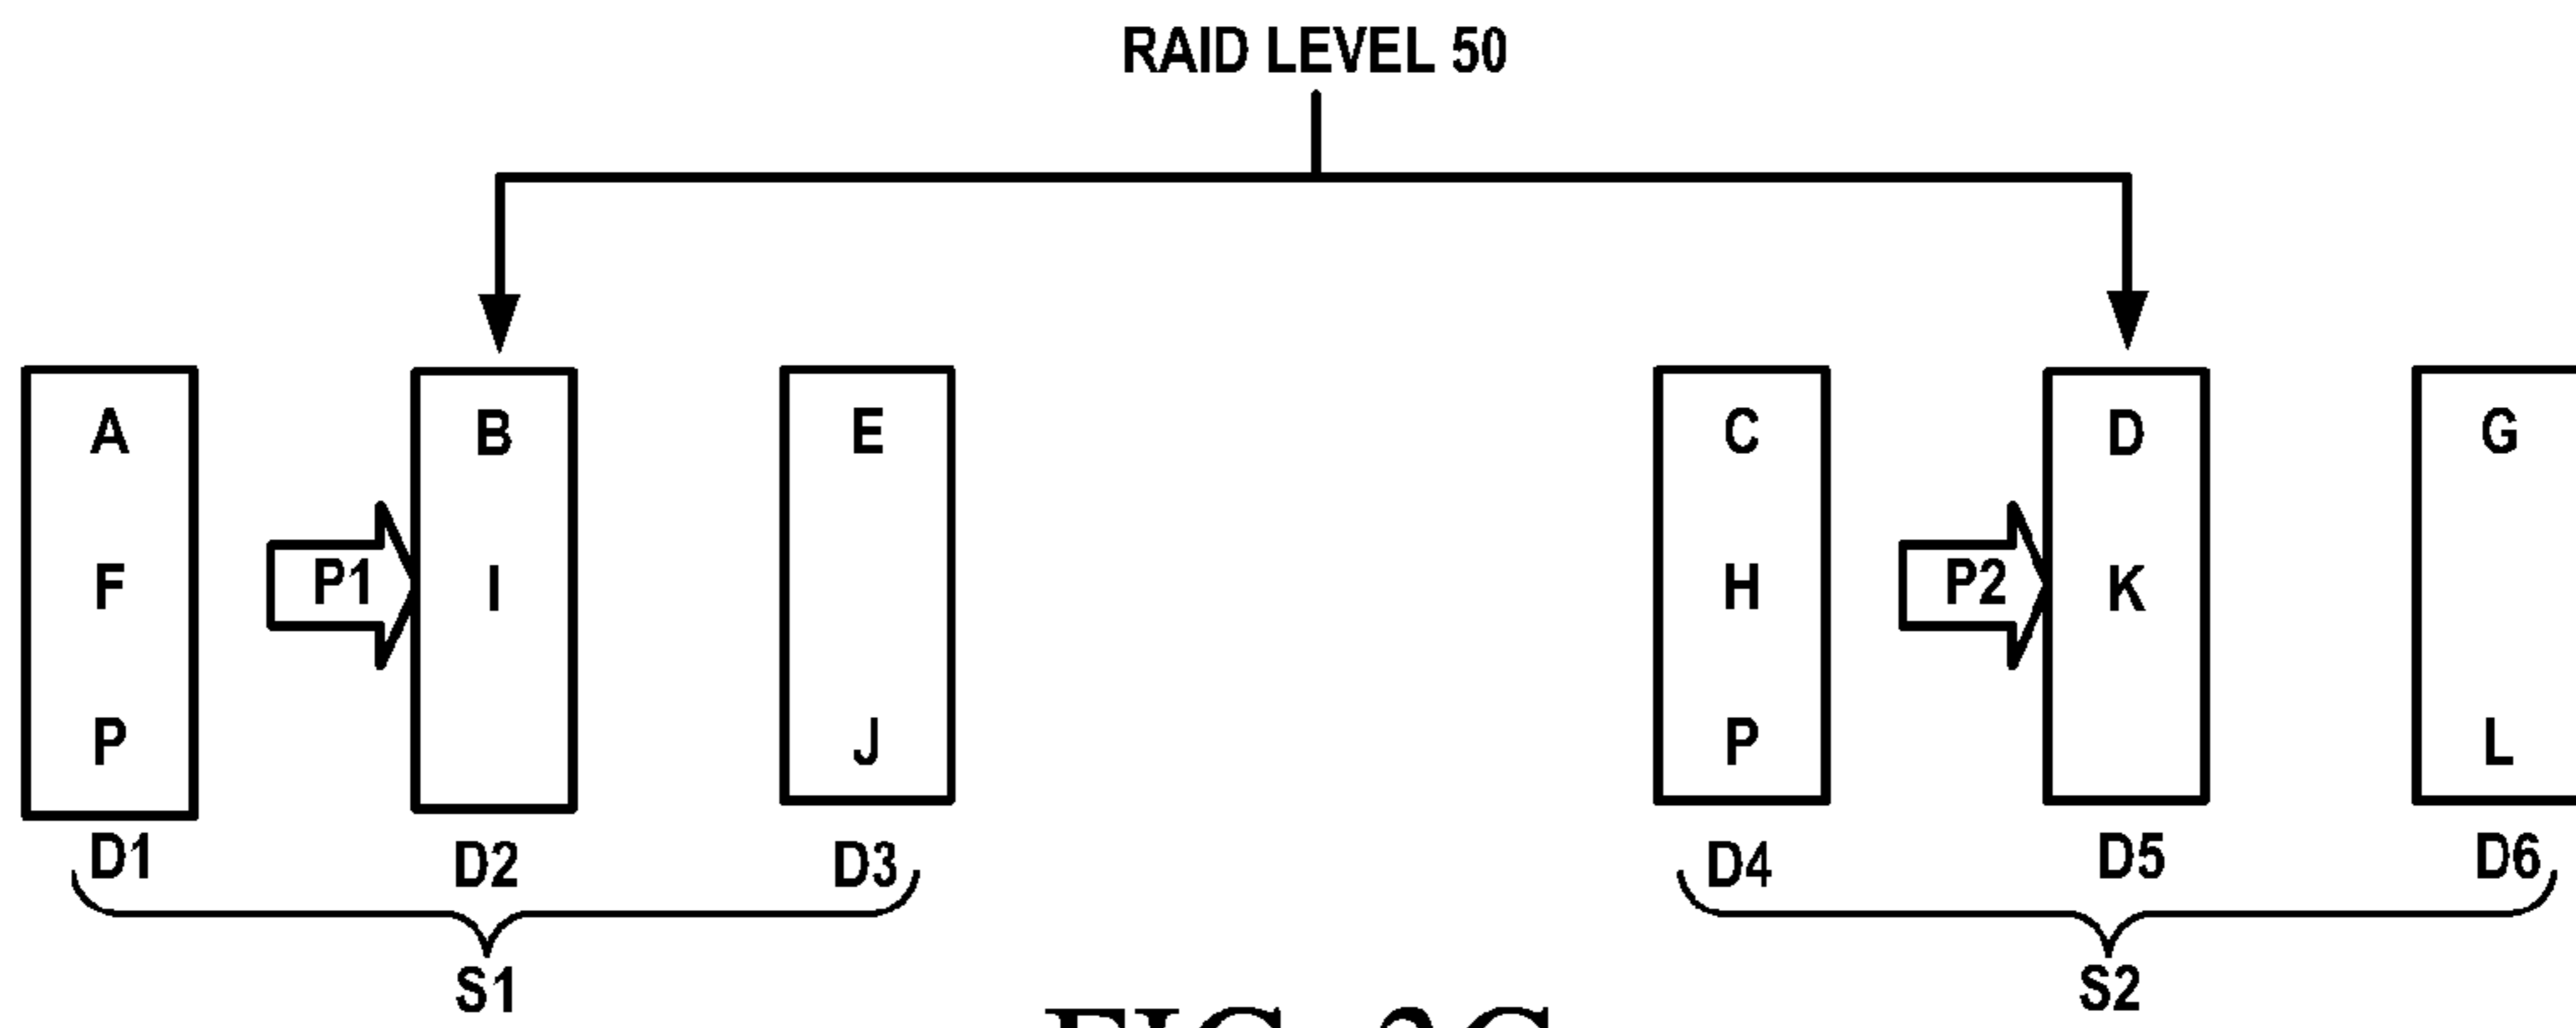 RAID LEVEL 50
A B E C D G
F P1 I H P2 K
P J P L
D1 D2 D3 D4 D5 D6
S1 S2